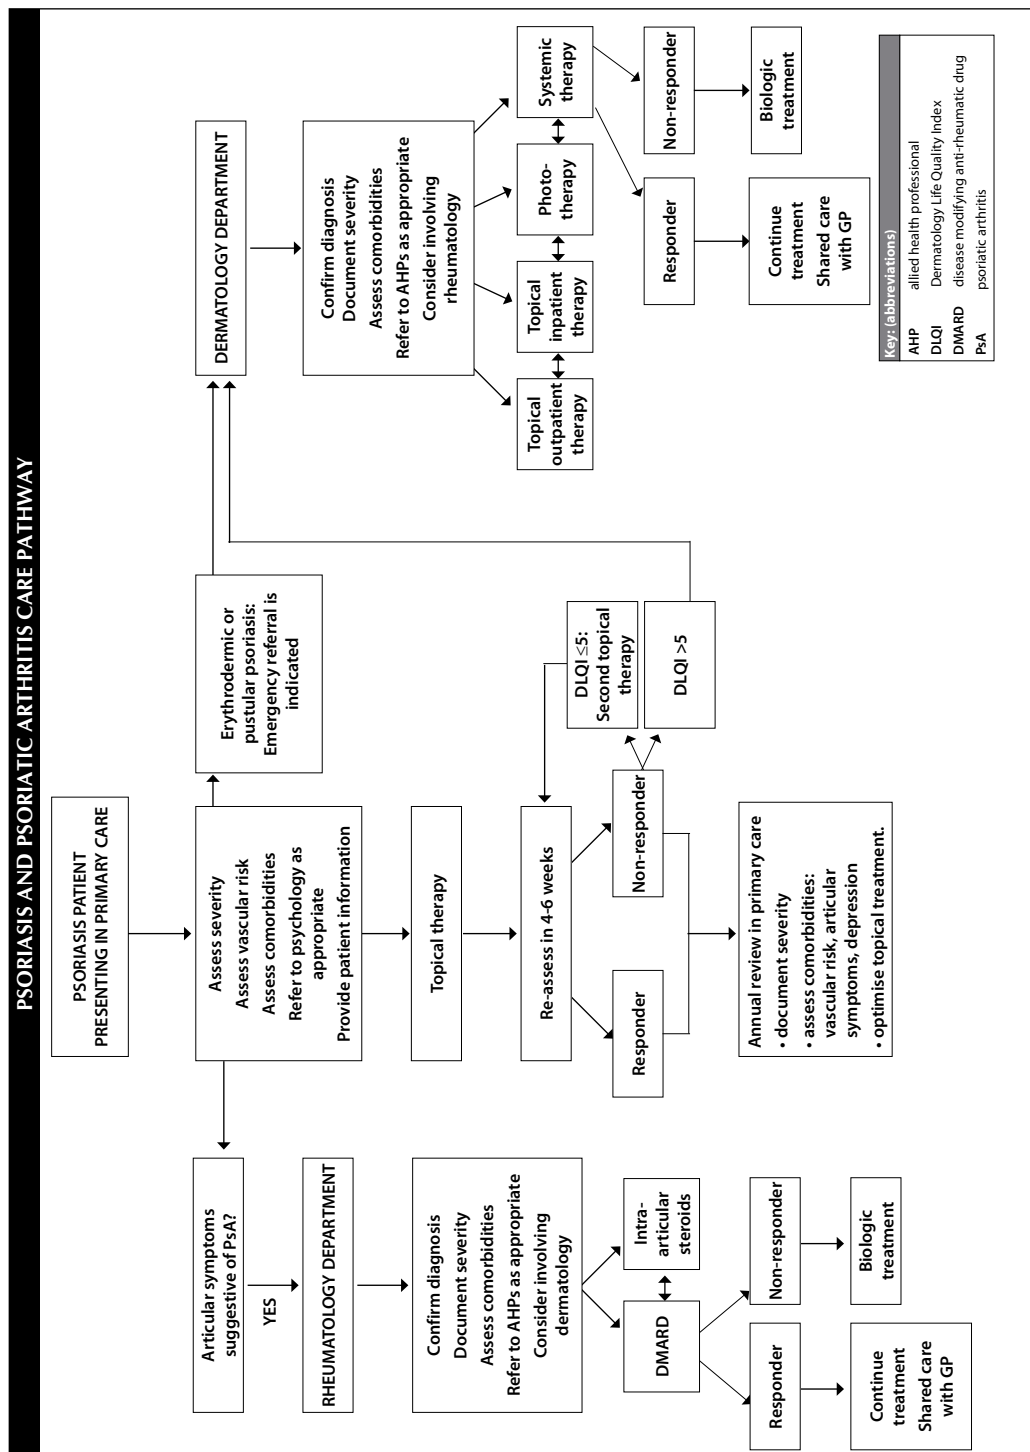 PSORIASIS AND PSORIATIC ARTHRITIS CARE PATHWAY
PSORIASIS PATIENT
PRESENTING IN PRIMARY CARE
Articular symptoms
suggestive of PsA?
YES
RHEUMATOLOGY DEPARTMENT
Confirm diagnosis
Document severity
Assess comorbidities
Refer to AHPs as appropriate
Consider involving
dermatology
DMARD
Intra-
articular
steroids
Responder
Non-responder
Continue
treatment
Shared care
with GP
Biologic
treatment
Assess severity
Assess vascular risk
Assess comorbidities
Refer to psychology as
appropriate
Provide patient information
Topical therapy
Re-assess in 4-6 weeks
Responder
Non-responder
Annual review in primary care
• document severity
• assess comorbidities:
vascular risk, articular
symptoms, depression
• optimise topical treatment.
Erythrodermic or
pustular psoriasis:
Emergency referral is
indicated
DLQI ≤5:
Second topical
therapy
DLQI >5
DERMATOLOGY DEPARTMENT
Confirm diagnosis
Document severity
Assess comorbidities
Refer to AHPs as appropriate
Consider involving
rheumatology
Topical
outpatient
therapy
Topical
inpatient
therapy
Photo-
therapy
Systemic
therapy
Responder
Non-responder
Continue
treatment
Shared care
with GP
Biologic
treatment
Key: (abbreviations)
AHP allied health professional
DLQI Dermatology Life Quality Index
DMARD disease modifying anti-rheumatic drug
PsA psoriatic arthritis